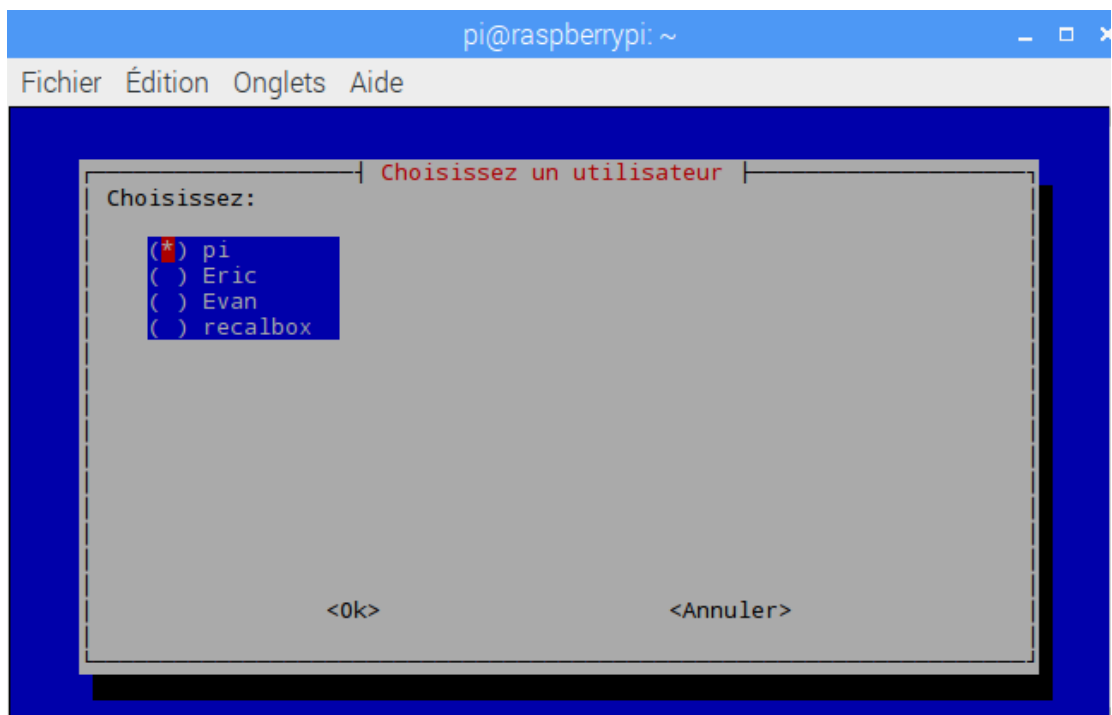 pi@raspberrypi: ~
Fichier Édition Onglets Aide
Choisissez un utilisateur
Choisissez:
(*) pi
( ) Eric
( ) Evan
( ) recalbox
<Ok> <Annuler>